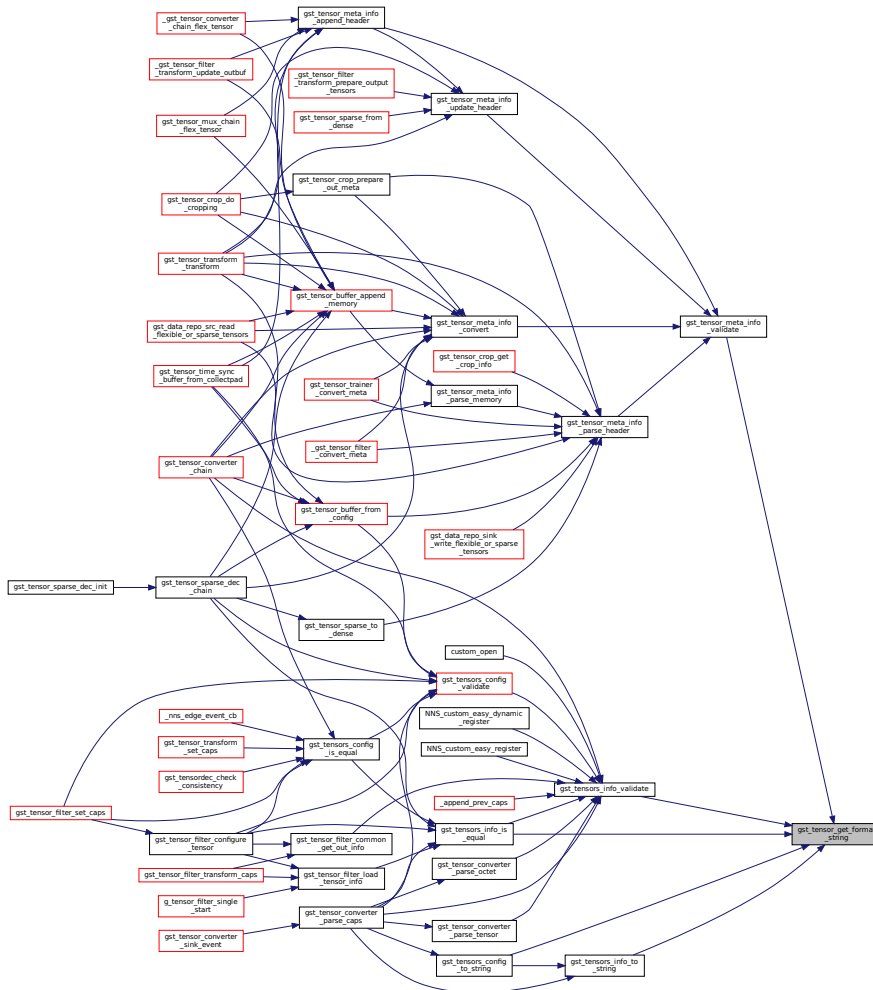 gst_tensor_meta_info
_append_header
_gst_tensor_converter
_chain_flex_tensor
_gst_tensor_filter
_transform_update_outbuf
_gst_tensor_filter
_transform_prepare_output
_tensors
gst_tensor_meta_info
_update_header
gst_tensor_mux_chain
_flex_tensor
gst_tensor_sparse_from
_dense
gst_tensor_crop_prepare
_out_meta
gst_tensor_crop_do
_cropping
gst_tensor_transform
_transform
gst_tensor_buffer_append
_memory
gst_data_repo_src_read
_flexible_or_sparse_tensors
gst_tensor_meta_info
_convert
gst_tensor_meta_info
_validate
gst_tensor_crop_get
_crop_info
gst_tensor_time_sync
_buffer_from_collectpad
gst_tensor_trainer
_convert_meta
gst_tensor_meta_info
_parse_memory
gst_tensor_meta_info
_parse_header
_gst_tensor_filter
_convert_meta
gst_tensor_converter
_chain
gst_tensor_buffer_from
_config
gst_data_repo_sink
_write_flexible_or_sparse
_tensors
gst_tensor_sparse_dec_init
gst_tensor_sparse_dec
_chain
gst_tensor_sparse_to
_dense
custom_open
gst_tensors_config
_validate
_nns_edge_event_cb
NNS_custom_easy_dynamic
_register
gst_tensor_transform
_set_caps
gst_tensors_config
_is_equal
NNS_custom_easy_register
gst_tensordec_check
_consistency
gst_tensors_info_validate
_append_prev_caps
gst_tensor_filter_set_caps
gst_tensor_filter_configure
_tensor
gst_tensor_filter_common
_get_out_info
gst_tensors_info_is
_equal
gst_tensor_get_format
_string
gst_tensor_filter_transform_caps
gst_tensor_filter_load
_tensor_info
gst_tensor_converter
_parse_octet
g_tensor_filter_single
_start
gst_tensor_converter
_parse_caps
gst_tensor_converter
_parse_tensor
gst_tensor_converter
_sink_event
gst_tensors_config
_to_string
gst_tensors_info_to
_string